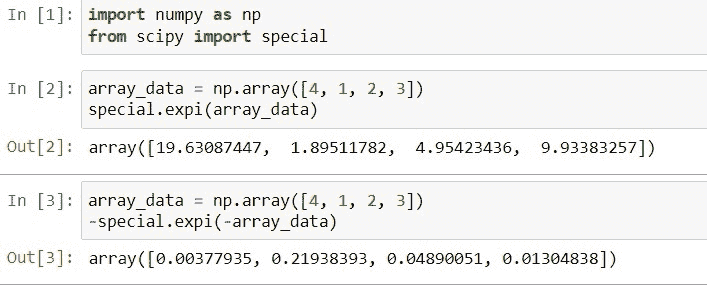 In [1]: import numpy as np
from scipy import special
In [2]: array_data = np.array([4, 1, 2, 3])
special.expi(array_data)
Out[2]: array([19.63087447,  1.89511782,  4.95423436,  9.93383257])
In [3]: array_data = np.array([4, 1, 2, 3])
-special.expi(-array_data)
Out[3]: array([0.00377935, 0.21938393, 0.04890051, 0.01304838])